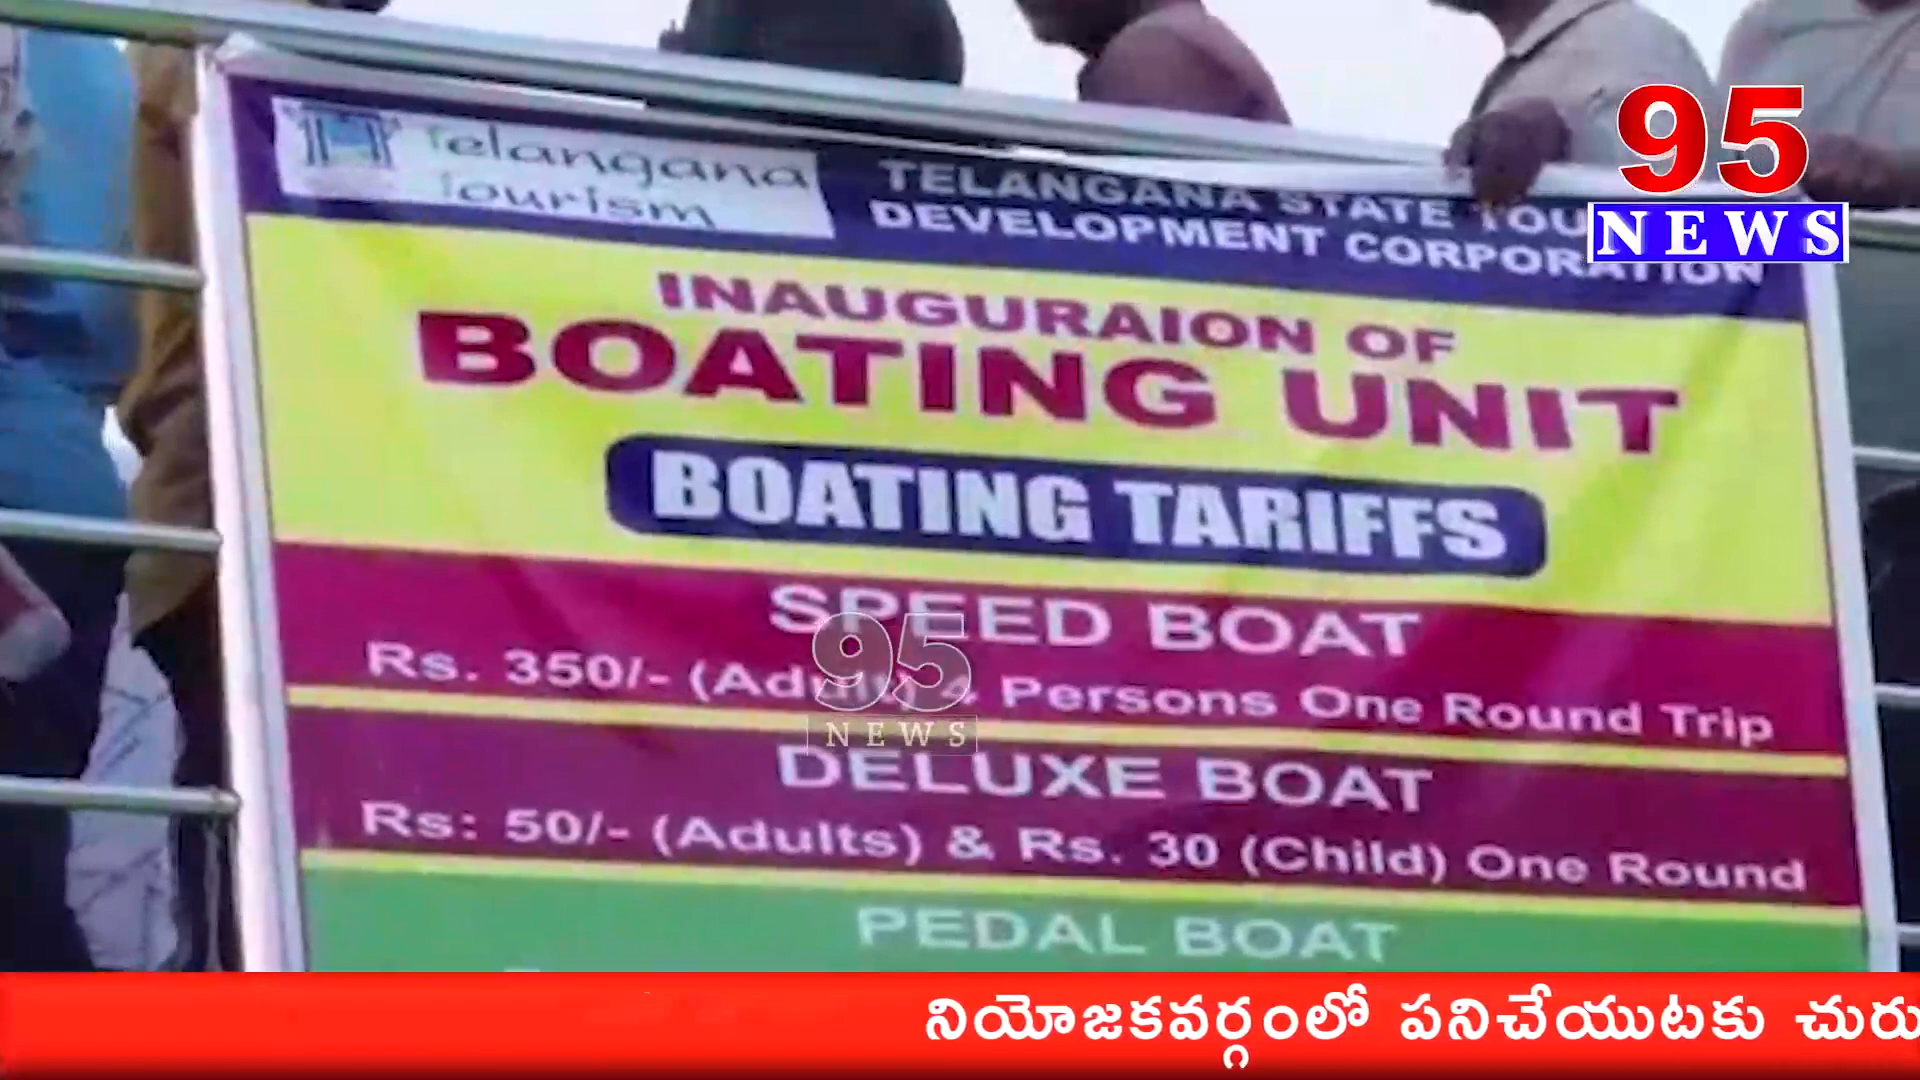 Telangana
Tourism
TELANGANA STATE TOU
DEVELOPMENT CORPORATION
95
NEWS
INAUGURAION OF
BOATING UNIT
BOATING TARIFFS
SPEED BOAT
Rs. 350/- (Adult) 4 Persons One Round Trip
95
NEWS
DELUXE BOAT
Rs: 50/- (Adults) & Rs. 30 (Child) One Round
PEDAL BOAT
నియోజకవర్గంలో పనిచేయుటకు చురు